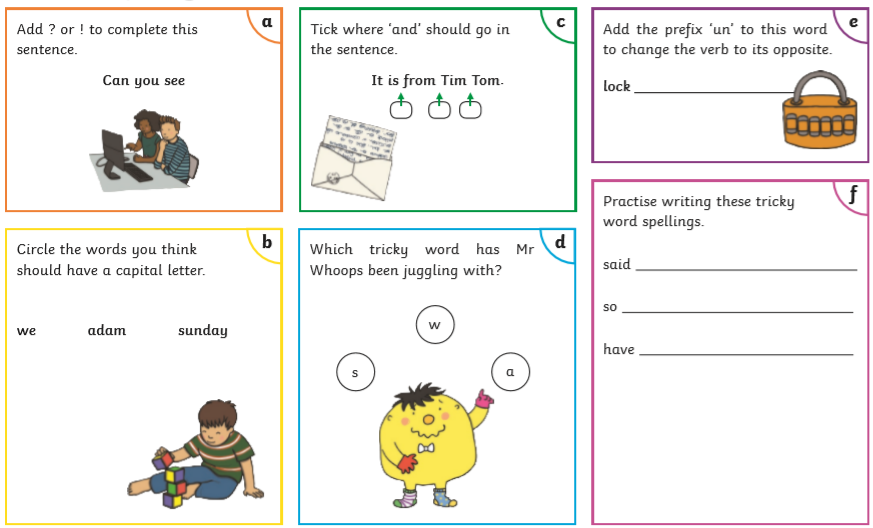 a
Add ? or ! to complete this
sentence.
Can you see
b
Circle the words you think
should have a capital letter.
we adam sunday
c
Tick where ‘and’ should go in
the sentence.
It is from Tim Tom.
d
Which tricky word has Mr
Whoops been juggling with?
w
s a
e
Add the prefix ‘un’ to this word
to change the verb to its opposite.
lock
f
Practise writing these tricky
word spellings.
said
so
have